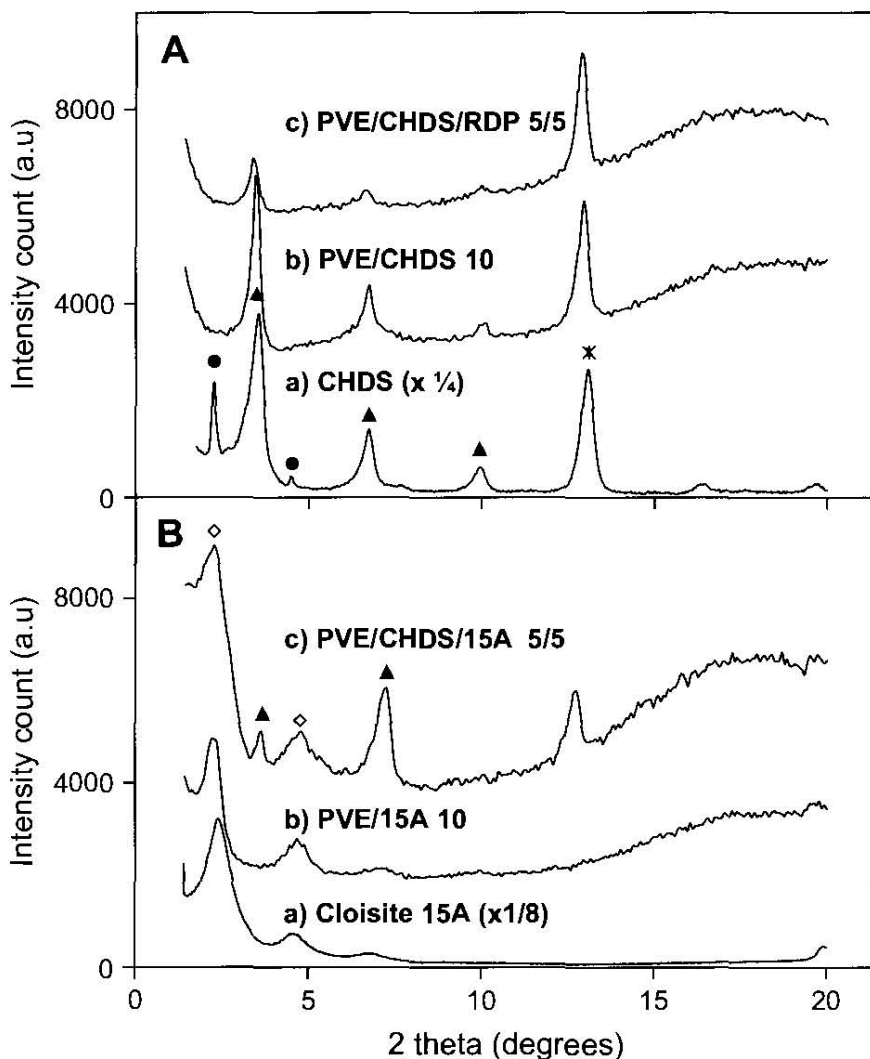 A
8000
c) PVE/CHDS/RDP 5/5
Intensity count (a.u)
b) PVE/CHDS 10
4000
a) CHDS (x ¼)
0
B
8000
c) PVE/CHDS/15A 5/5
Intensity count (a.u)
4000
b) PVE/15A 10
a) Cloisite 15A (x1/8)
0
0 5 10 15 20
2 theta (degrees)